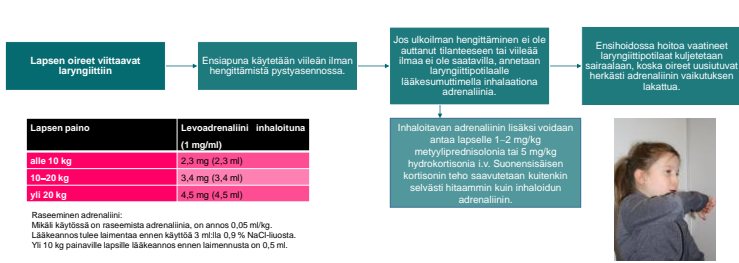 Lapsen oireet viittaavat
laryngiittiin
Ensiapuna käytetään viileän ilman
hengittämistä pystyasennossa.
Jos ulkoilman hengittäminen ei ole
auttanut tilanteeseen tai viileää
ilmaa ei ole saatavilla, annetaan
laryngiittipotilaalle
lääkesumuttimella inhalaationa
adrenaliinia.
Ensihoidossa hoitoa vaatineet
laryngiittipotilaat kuljetetaan
sairaalaan, koska oireet uusiutuvat
herkästi adrenaliinin vaikutuksen
lakattua.
Inhaloitavan adrenaliinin lisäksi voidaan
antaa lapselle 1–2 mg/kg
metyyliprednisolonia tai 5 mg/kg
hydrokortisonia i.v. Suonensisäisen
kortisonin teho saavutetaan kuitenkin
selvästi hitaammin kuin inhaloidun
adrenaliinin.
Lapsen paino Levoadrenaliini inhaloituna
(1 mg/ml)
alle 10 kg 2,3 mg (2,3 ml)
10–20 kg 3,4 mg (3,4 ml)
yli 20 kg 4,5 mg (4,5 ml)
Raseeminen adrenaliini:
Mikäli käytössä on raseemista adrenaliinia, on annos 0,05 ml/kg.
Lääkeannos tulee laimentaa ennen käyttöä 3 ml:lla 0,9 % NaCl-liuosta.
Yli 10 kg painaville lapsille lääkeannos ennen laimennusta on 0,5 ml.